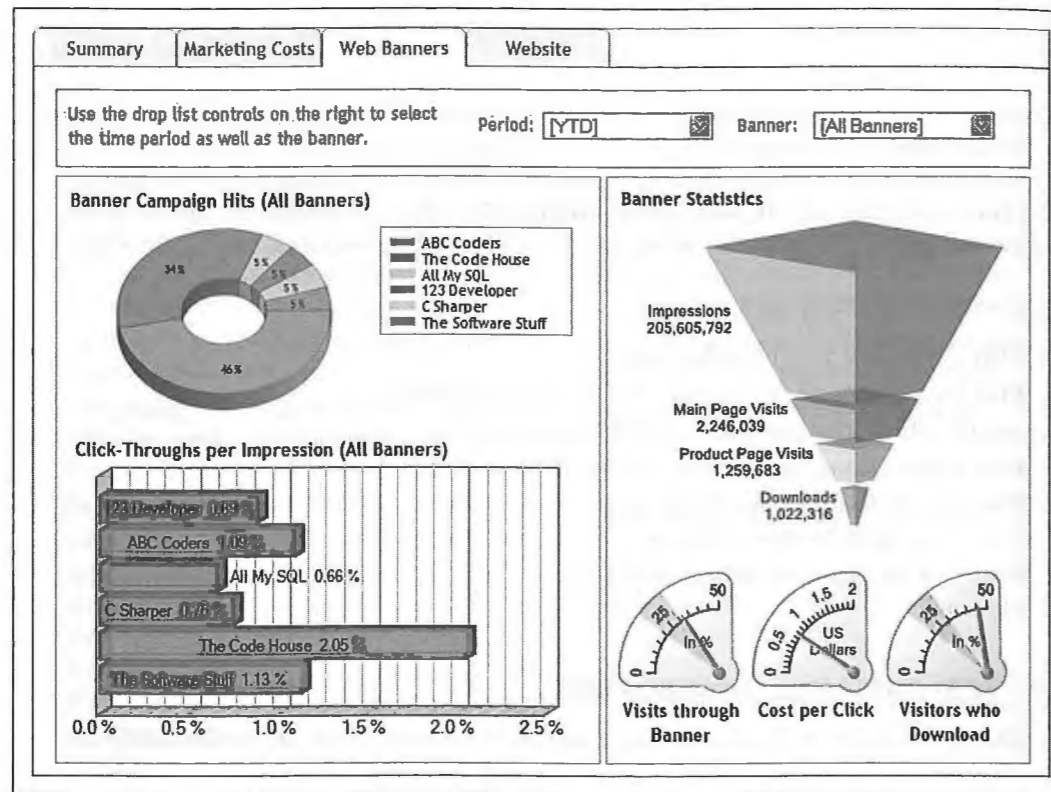 Summary
Marketing Costs
Web Banners
Website
Use the drop list controls on the right to select
the time period as well as the banner.
Period:
[YTD]
Banner:
[All Banners]
Banner Campaign Hits (All Banners)
34%
5%
5%
5%
5%
46%
ABC Coders
The Code House
All My SQL
123 Developer
C Sharper
The Software Stuff
Click-Throughs per Impression (All Banners)
123 Developer 0.89 %
ABC Coders 1.09 %
All My SQL 0.66 %
C Sharper 0.76 %
The Code House 2.05 %
The Software Stuff 1.13 %
0.0 % 0.5 % 1.0 % 1.5 % 2.0 % 2.5 %
Banner Statistics
Impressions
205,605,792
Main Page Visits
2,246,039
Product Page Visits
1,259,683
Downloads
1,022,316
0 25 50
In %
Visits through
Banner
0 0.5 1 1.5 2
US
Dollars
Cost per Click
0 25 50
In %
Visitors who
Download